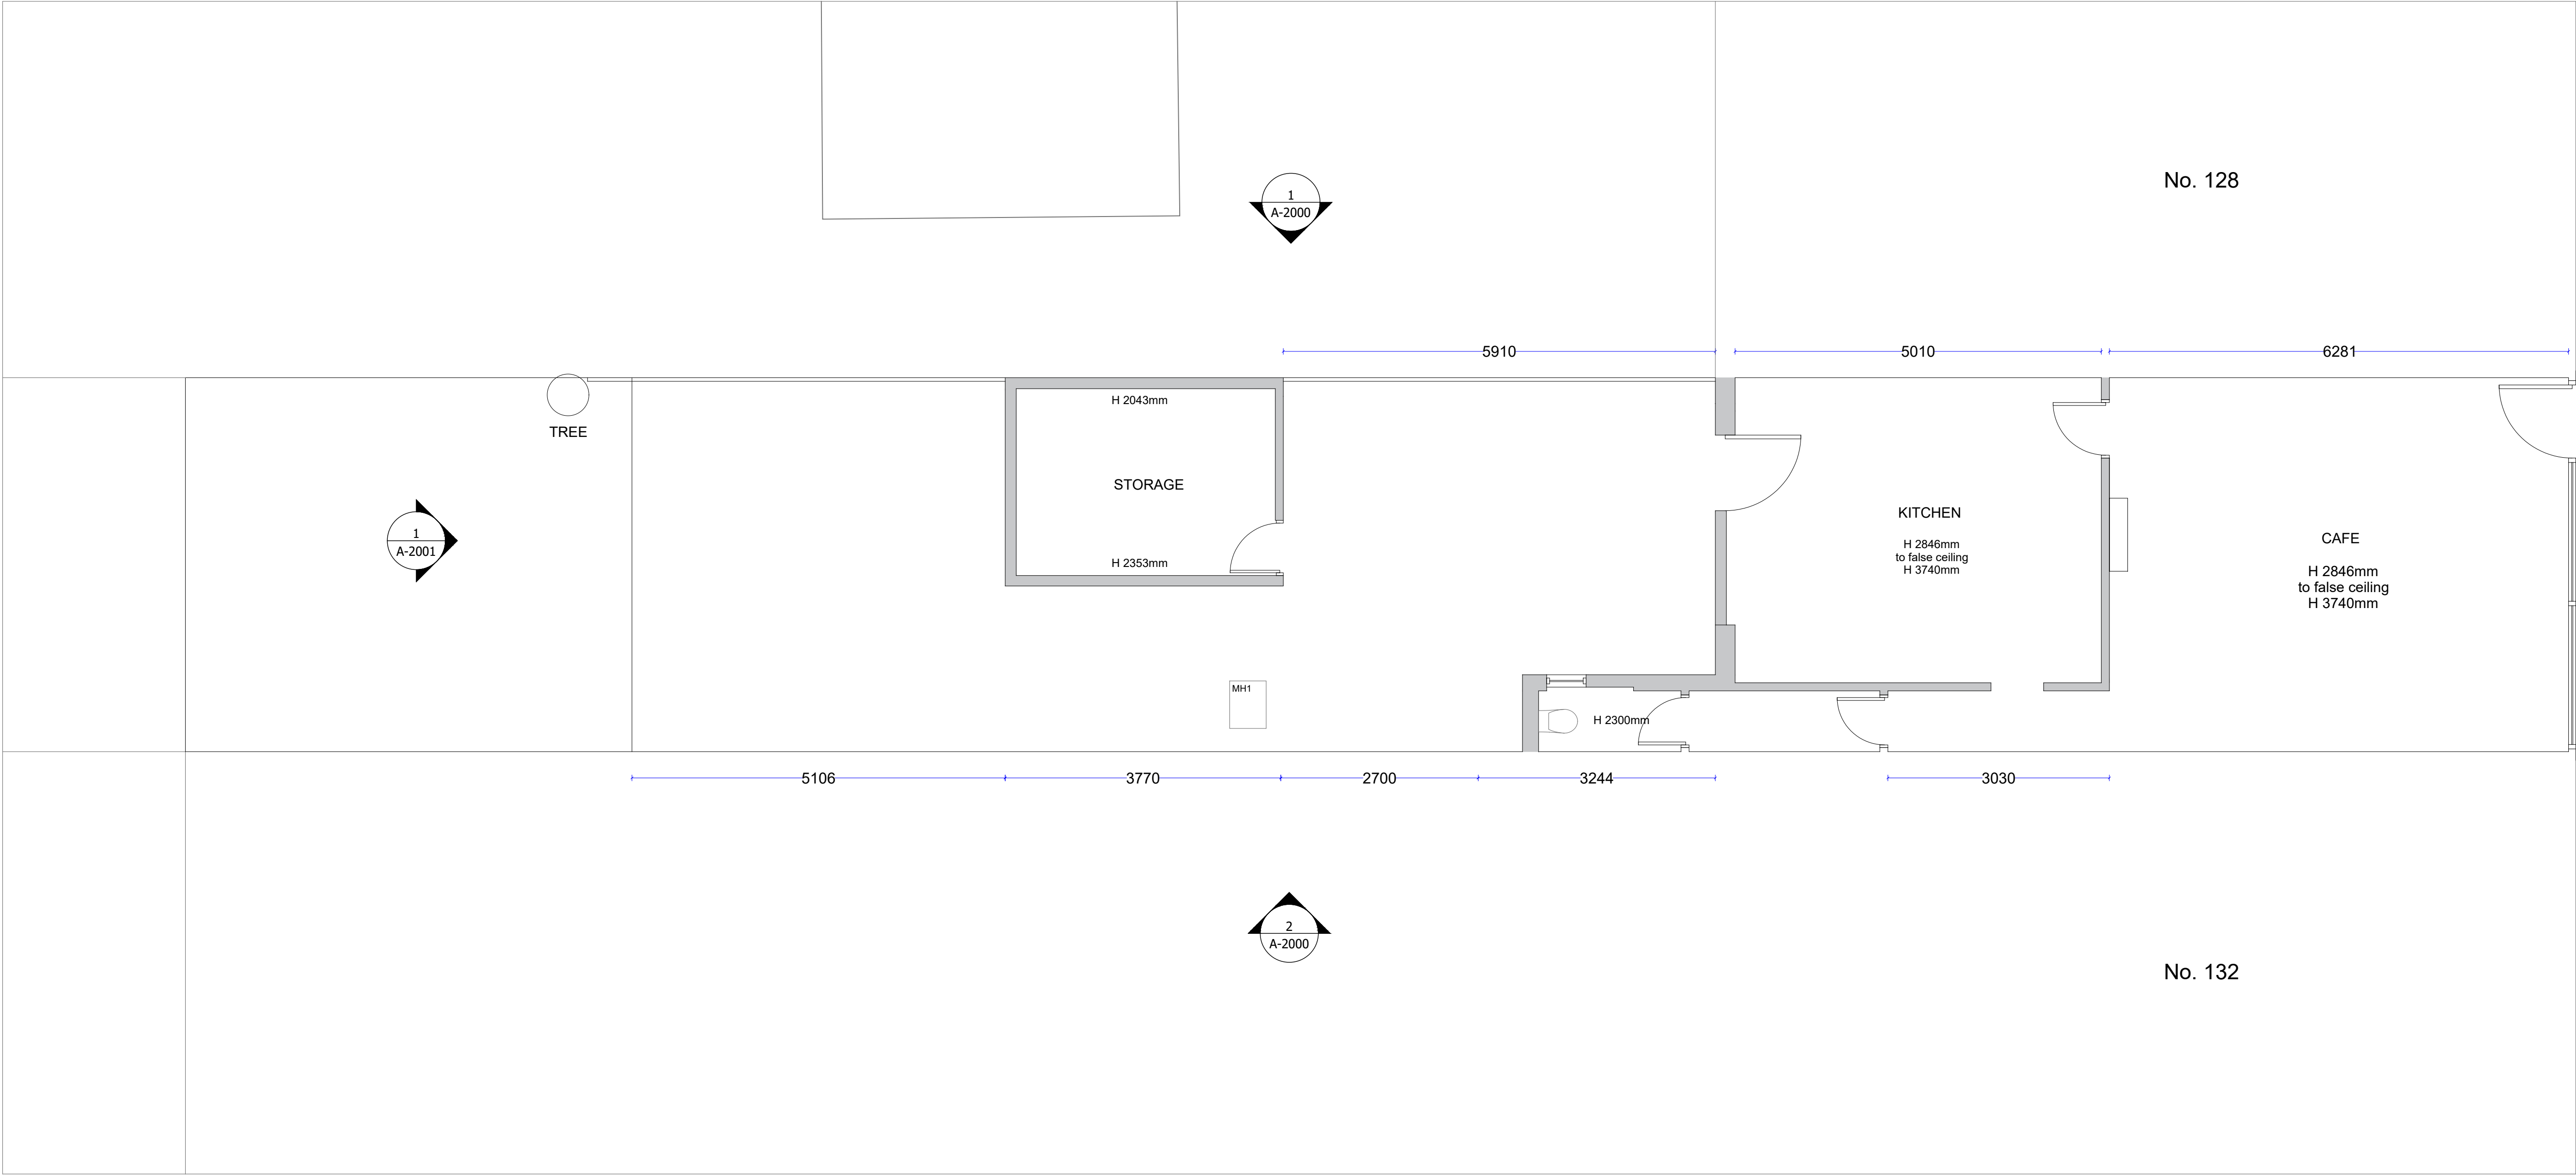 No. 128
1
A-2000
5910
5010
6281
H 2043mm
TREE
STORAGE
KITCHEN
1
A-2001
CAFE
H 2846mm
to false ceiling
H 3740mm
H 2353mm
H 2846mm
to false ceiling
H 3740mm
MH1
H 2300mm
5106
3770
2700
3244
3030
2
A-2000
No. 132